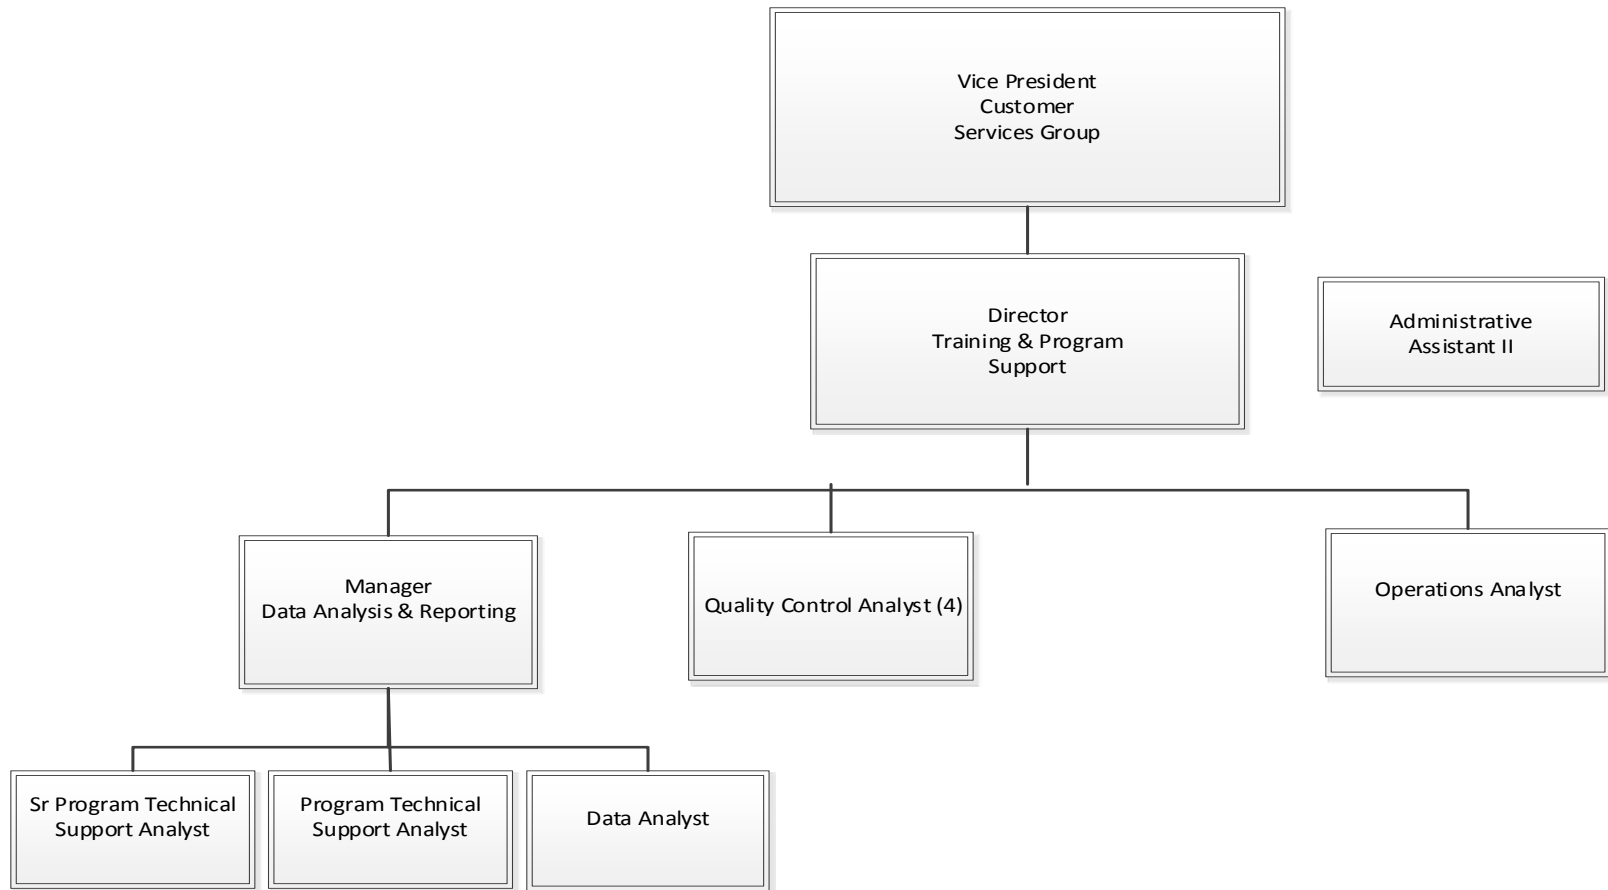 Vice President
Customer
Services Group
Director
Training & Program
Support
Administrative
Assistant II
Manager
Data Analysis & Reporting
Quality Control Analyst (4)
Operations Analyst
Sr Program Technical
Support Analyst
Program Technical
Support Analyst
Data Analyst